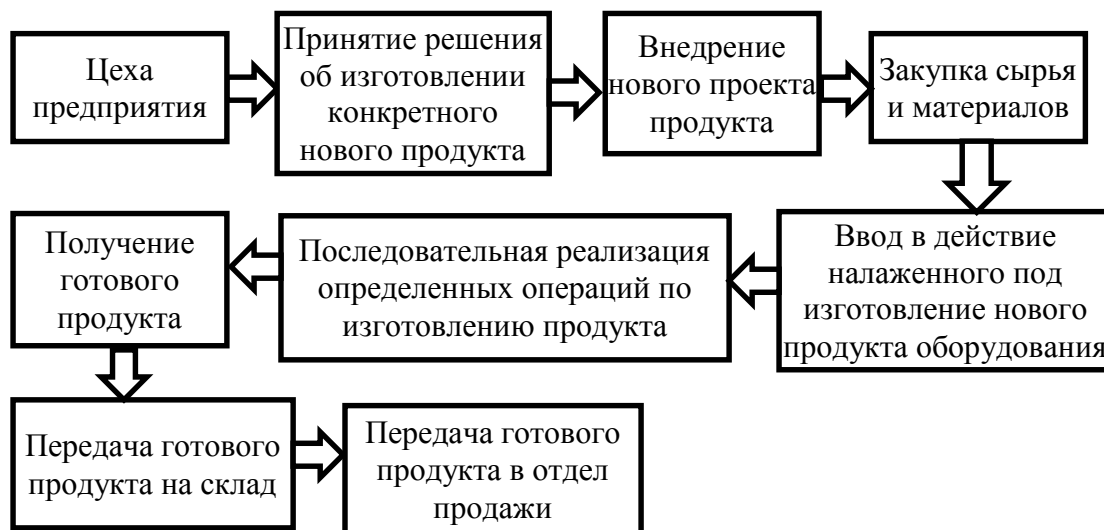 Цеха
предприятия
Принятие решения
об изготовлении
конкретного
нового продукта
Внедрение
нового проекта
продукта
Закупка сырья
и материалов
Ввод в действие
налаженного под
изготовление нового
продукта оборудования
Последовательная реализация
определенных операций по
изготовлению продукта
Получение
готового
продукта
Передача готового
продукта на склад
Передача готового
продукта в отдел
продажи